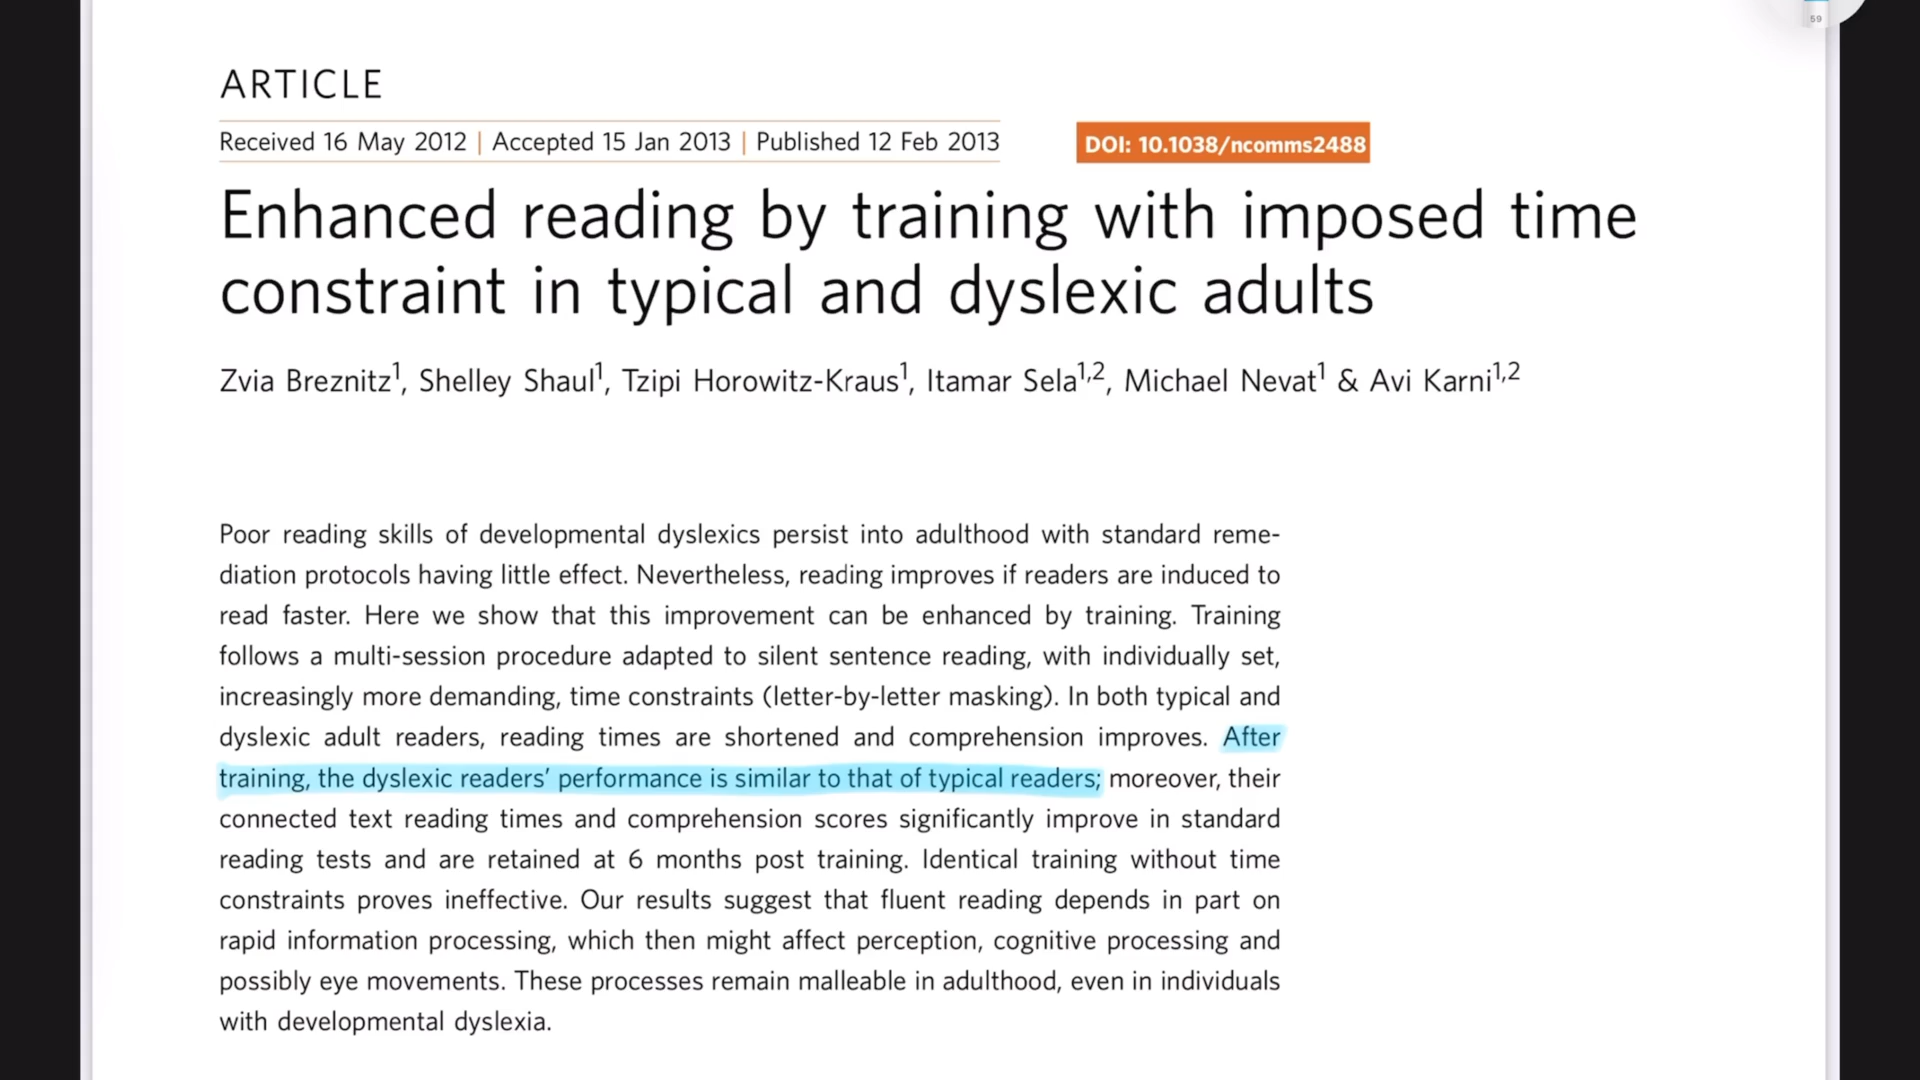 59
ARTICLE
Received 16 May 2012 | Accepted 15 Jan 2013 | Published 12 Feb 2013
DOI: 10.1038/ncomms2488
Enhanced reading by training with imposed time
constraint in typical and dyslexic adults
Zvia Breznitz1, Shelley Shaul1, Tzipi Horowitz-Kraus1, Itamar Sela1,2, Michael Nevat1 & Avi Karni1,2
Poor reading skills of developmental dyslexics persist into adulthood with standard reme-
diation protocols having little effect. Nevertheless, reading improves if readers are induced to
read faster. Here we show that this improvement can be enhanced by training. Training
follows a multi-session procedure adapted to silent sentence reading, with individually set,
increasingly more demanding, time constraints (letter-by-letter masking). In both typical and
dyslexic adult readers, reading times are shortened and comprehension improves. After
training, the dyslexic readers’ performance is similar to that of typical readers; moreover, their
connected text reading times and comprehension scores significantly improve in standard
reading tests and are retained at 6 months post training. Identical training without time
constraints proves ineffective. Our results suggest that fluent reading depends in part on
rapid information processing, which then might affect perception, cognitive processing and
possibly eye movements. These processes remain malleable in adulthood, even in individuals
with developmental dyslexia.